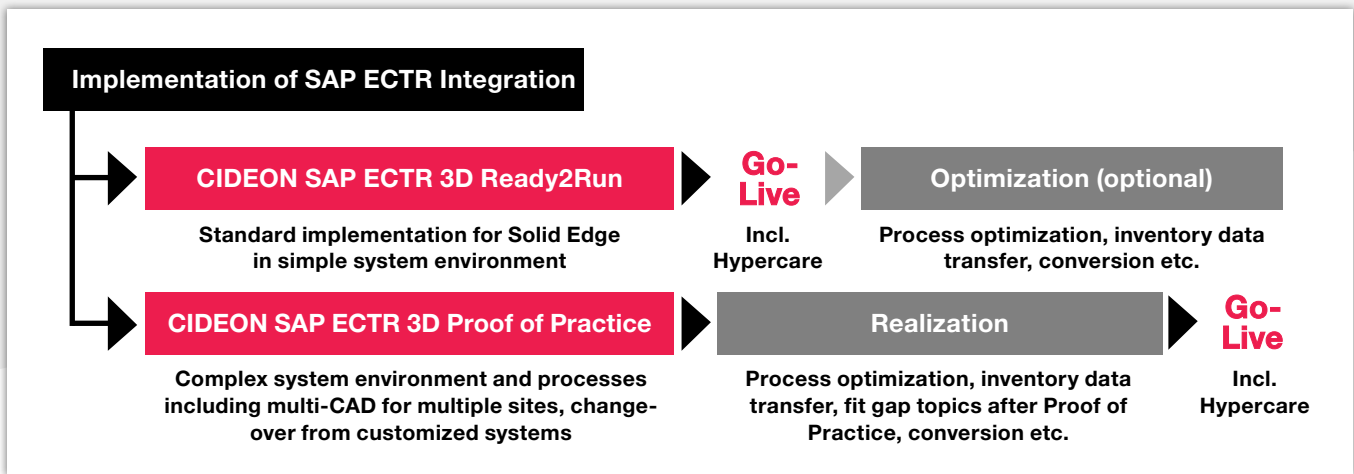 Implementation of SAP ECTR Integration
CIDEON SAP ECTR 3D Ready2Run
Go-
Live
Optimization (optional)
Standard implementation for Solid Edge
in simple system environment
Incl.
Hypercare
Process optimization, inventory data
transfer, conversion etc.
CIDEON SAP ECTR 3D Proof of Practice
Realization
Go-
Live
Complex system environment and processes
including multi-CAD for multiple sites, change-
over from customized systems
Process optimization, inventory data
transfer, fit gap topics after Proof of
Practice, conversion etc.
Incl.
Hypercare